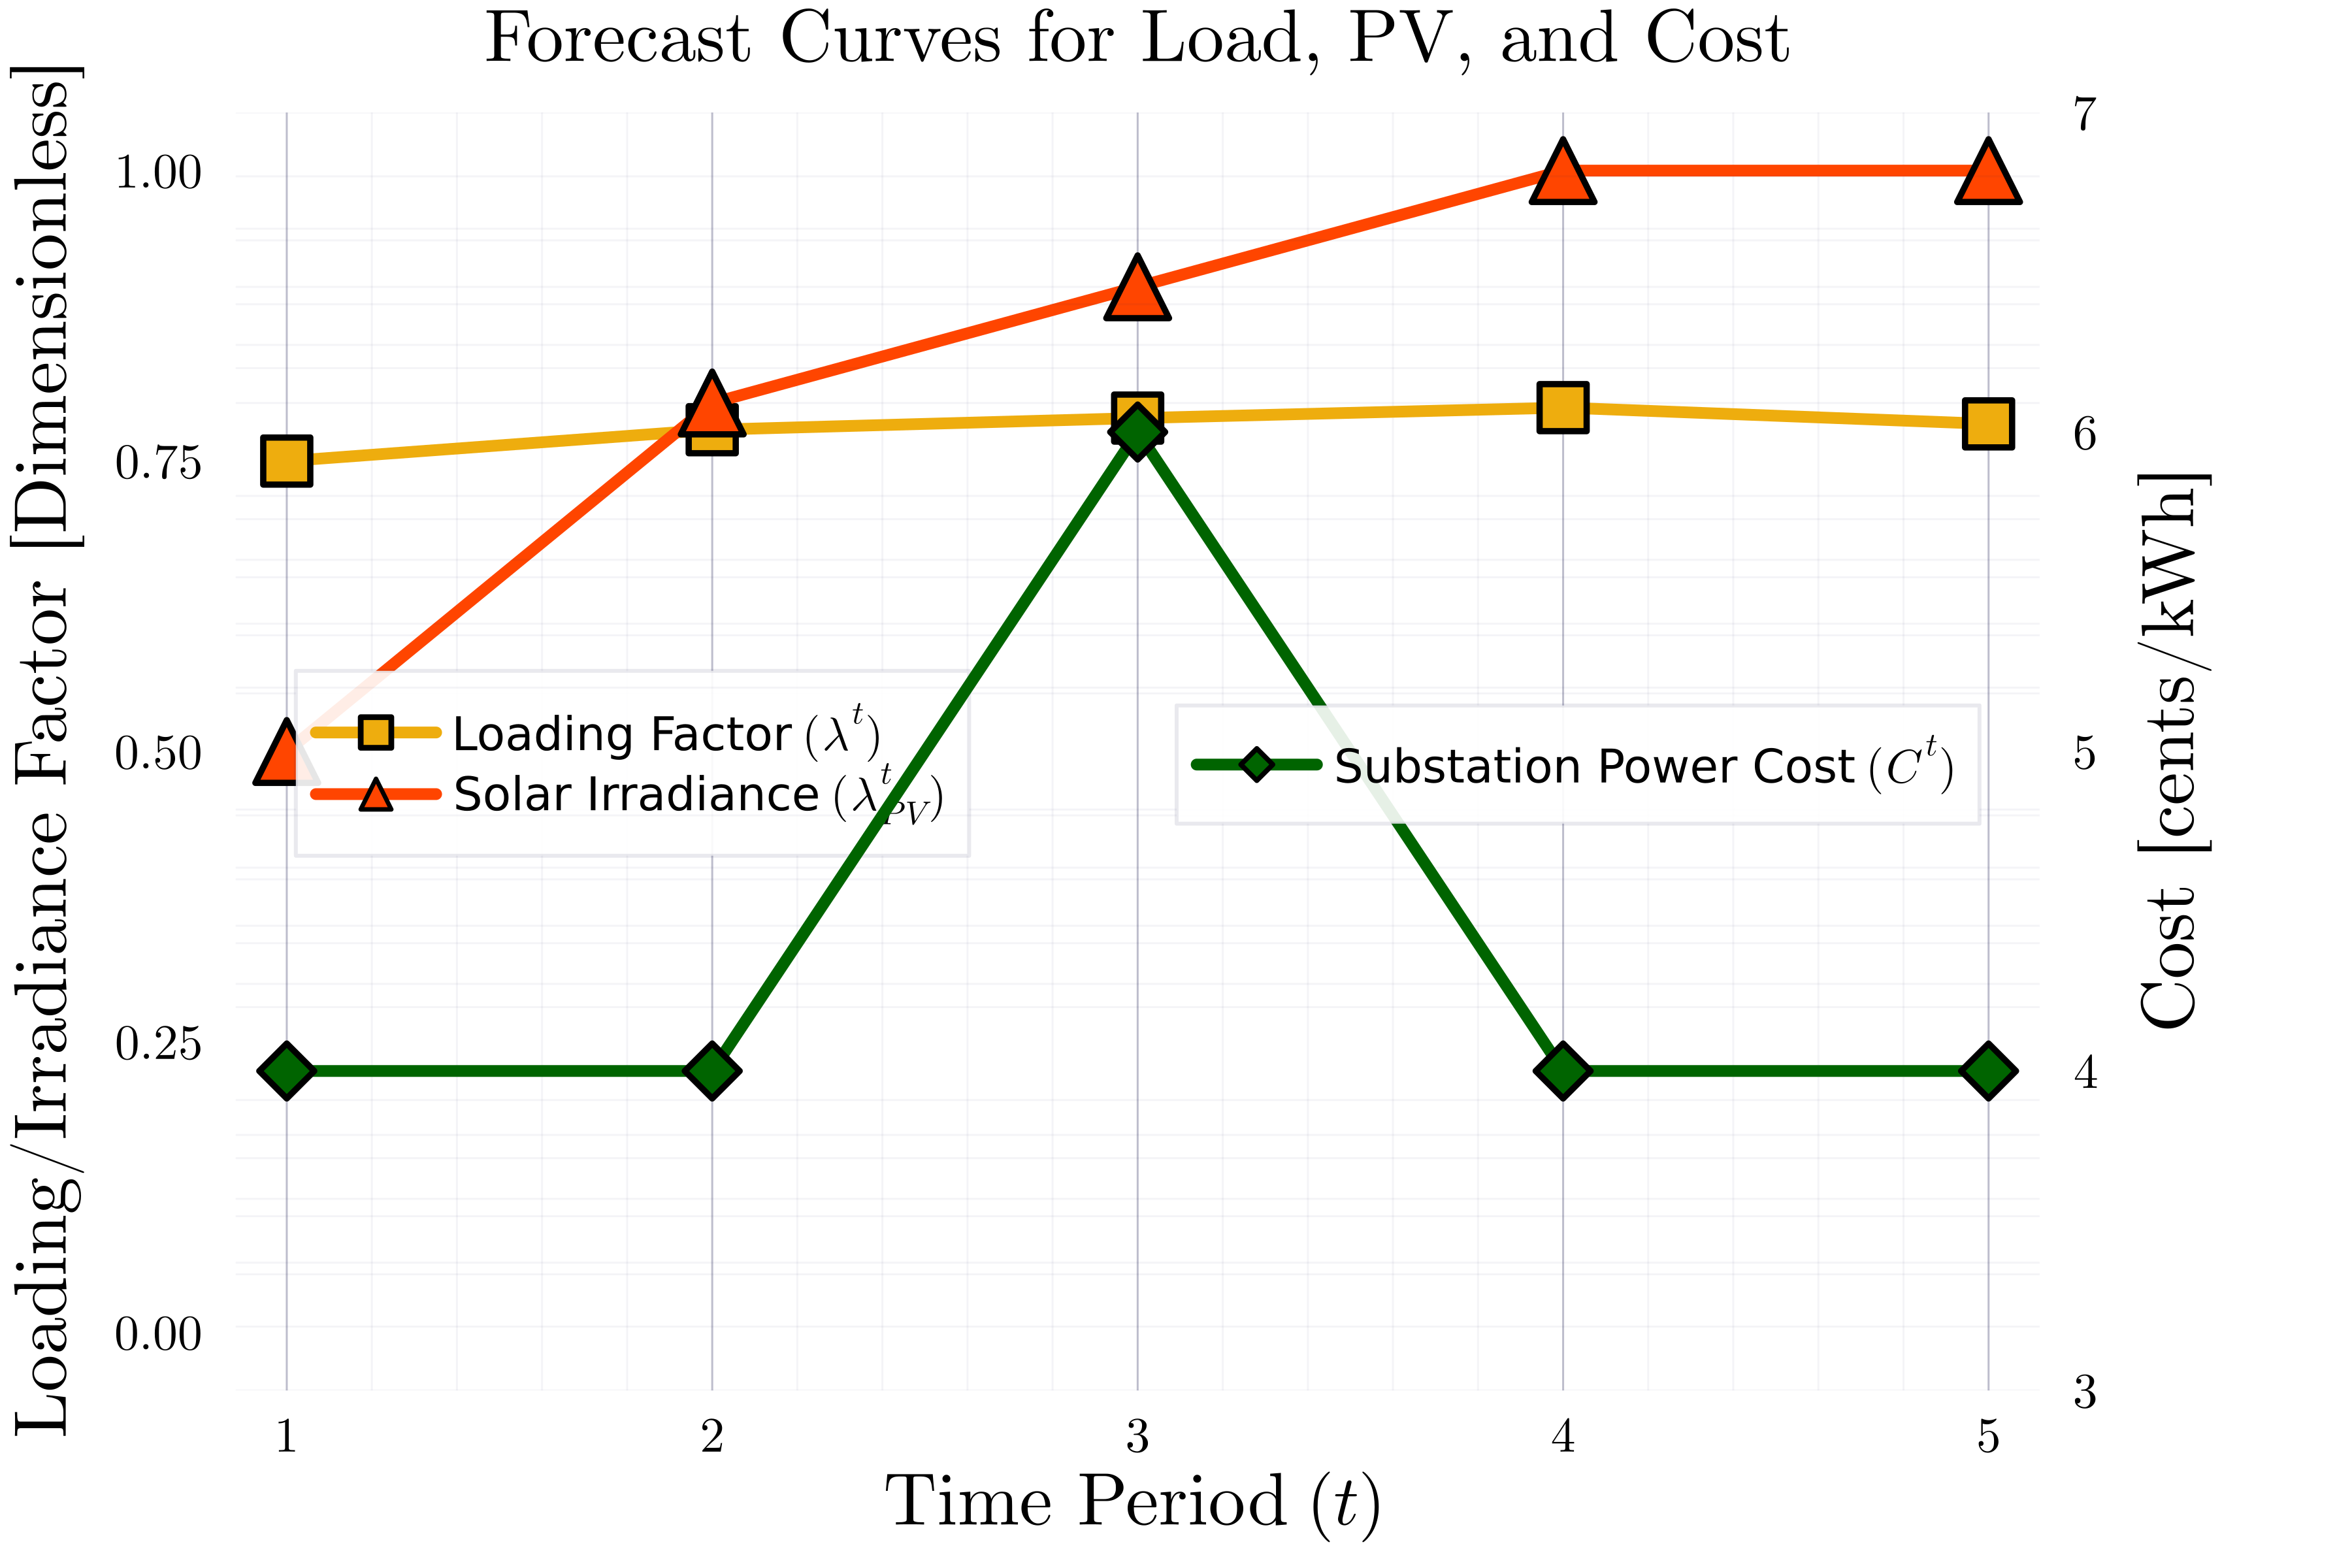 Forecast Curves for Load, PV, and Cost
Loading/Irradiance Factor [Dimensionless]
1.00
0.75
0.50
0.25
0.00
Loading Factor (λ^t)
Solar Irradiance (λ^t_PV)
Substation Power Cost (C^t)
7
6
5
4
3
Cost [cents/kWh]
1 2 3 4 5
Time Period (t)